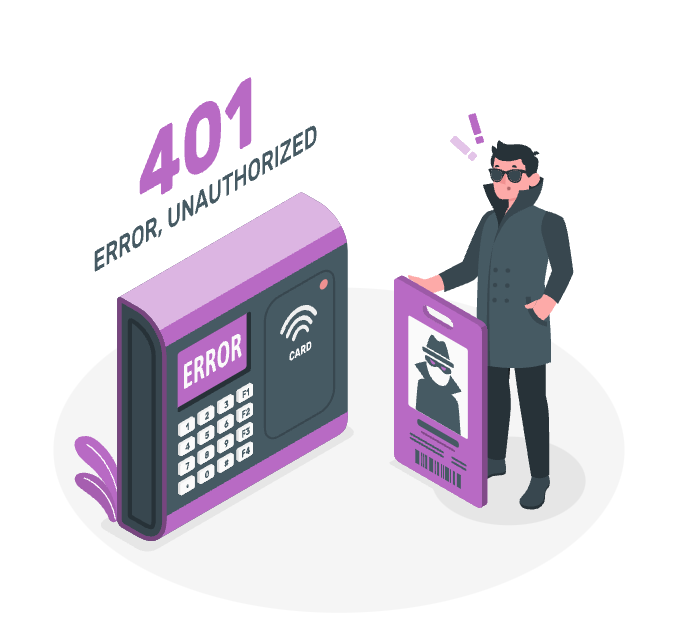 401
ERROR, UNAUTHORIZED
ERROR
CARD
1 2 3 F1
4 5 6 F2
7 8 9 F3
* 0 # F4